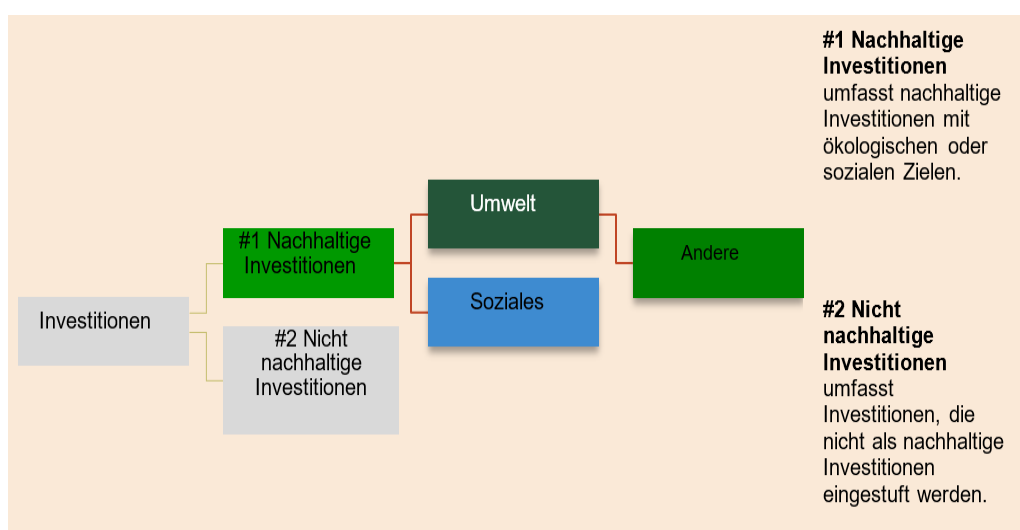 Investitionen
#1 Nachhaltige
Investitionen
#2 Nicht
nachhaltige
Investitionen
Umwelt
Soziales
Andere
#1 Nachhaltige
Investitionen
umfasst nachhaltige
Investitionen mit
ökologischen oder
sozialen Zielen.
#2 Nicht
nachhaltige
Investitionen
umfasst
Investitionen, die
nicht als nachhaltige
Investitionen
eingestuft werden.